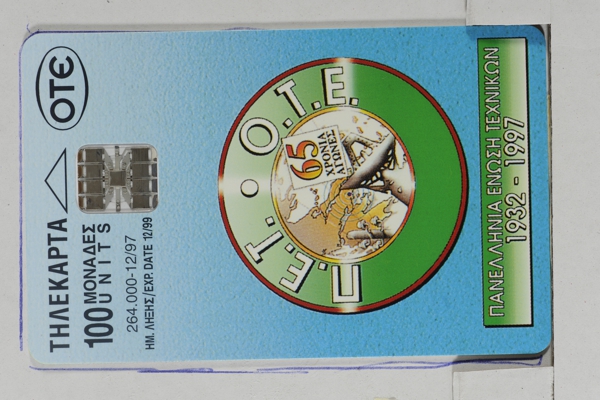 ΟΤΕ
ΤΗΛΕΚΑΡΤΑ
100 ΜΟΝΑΔΕΣ
UNITS
264.000-12/97
ΗΜ. ΛΗΞΗΣ/EXP. DATE 12/99
Π.Ε.Τ. • Ο.Τ.Ε.
65
ΧΡΟΝΙΑ
ΑΓΩΝΕΣ
ΠΑΝΕΛΛΗΝΙΑ ΕΝΩΣΗ ΤΕΧΝΙΚΩΝ
1932 - 1997